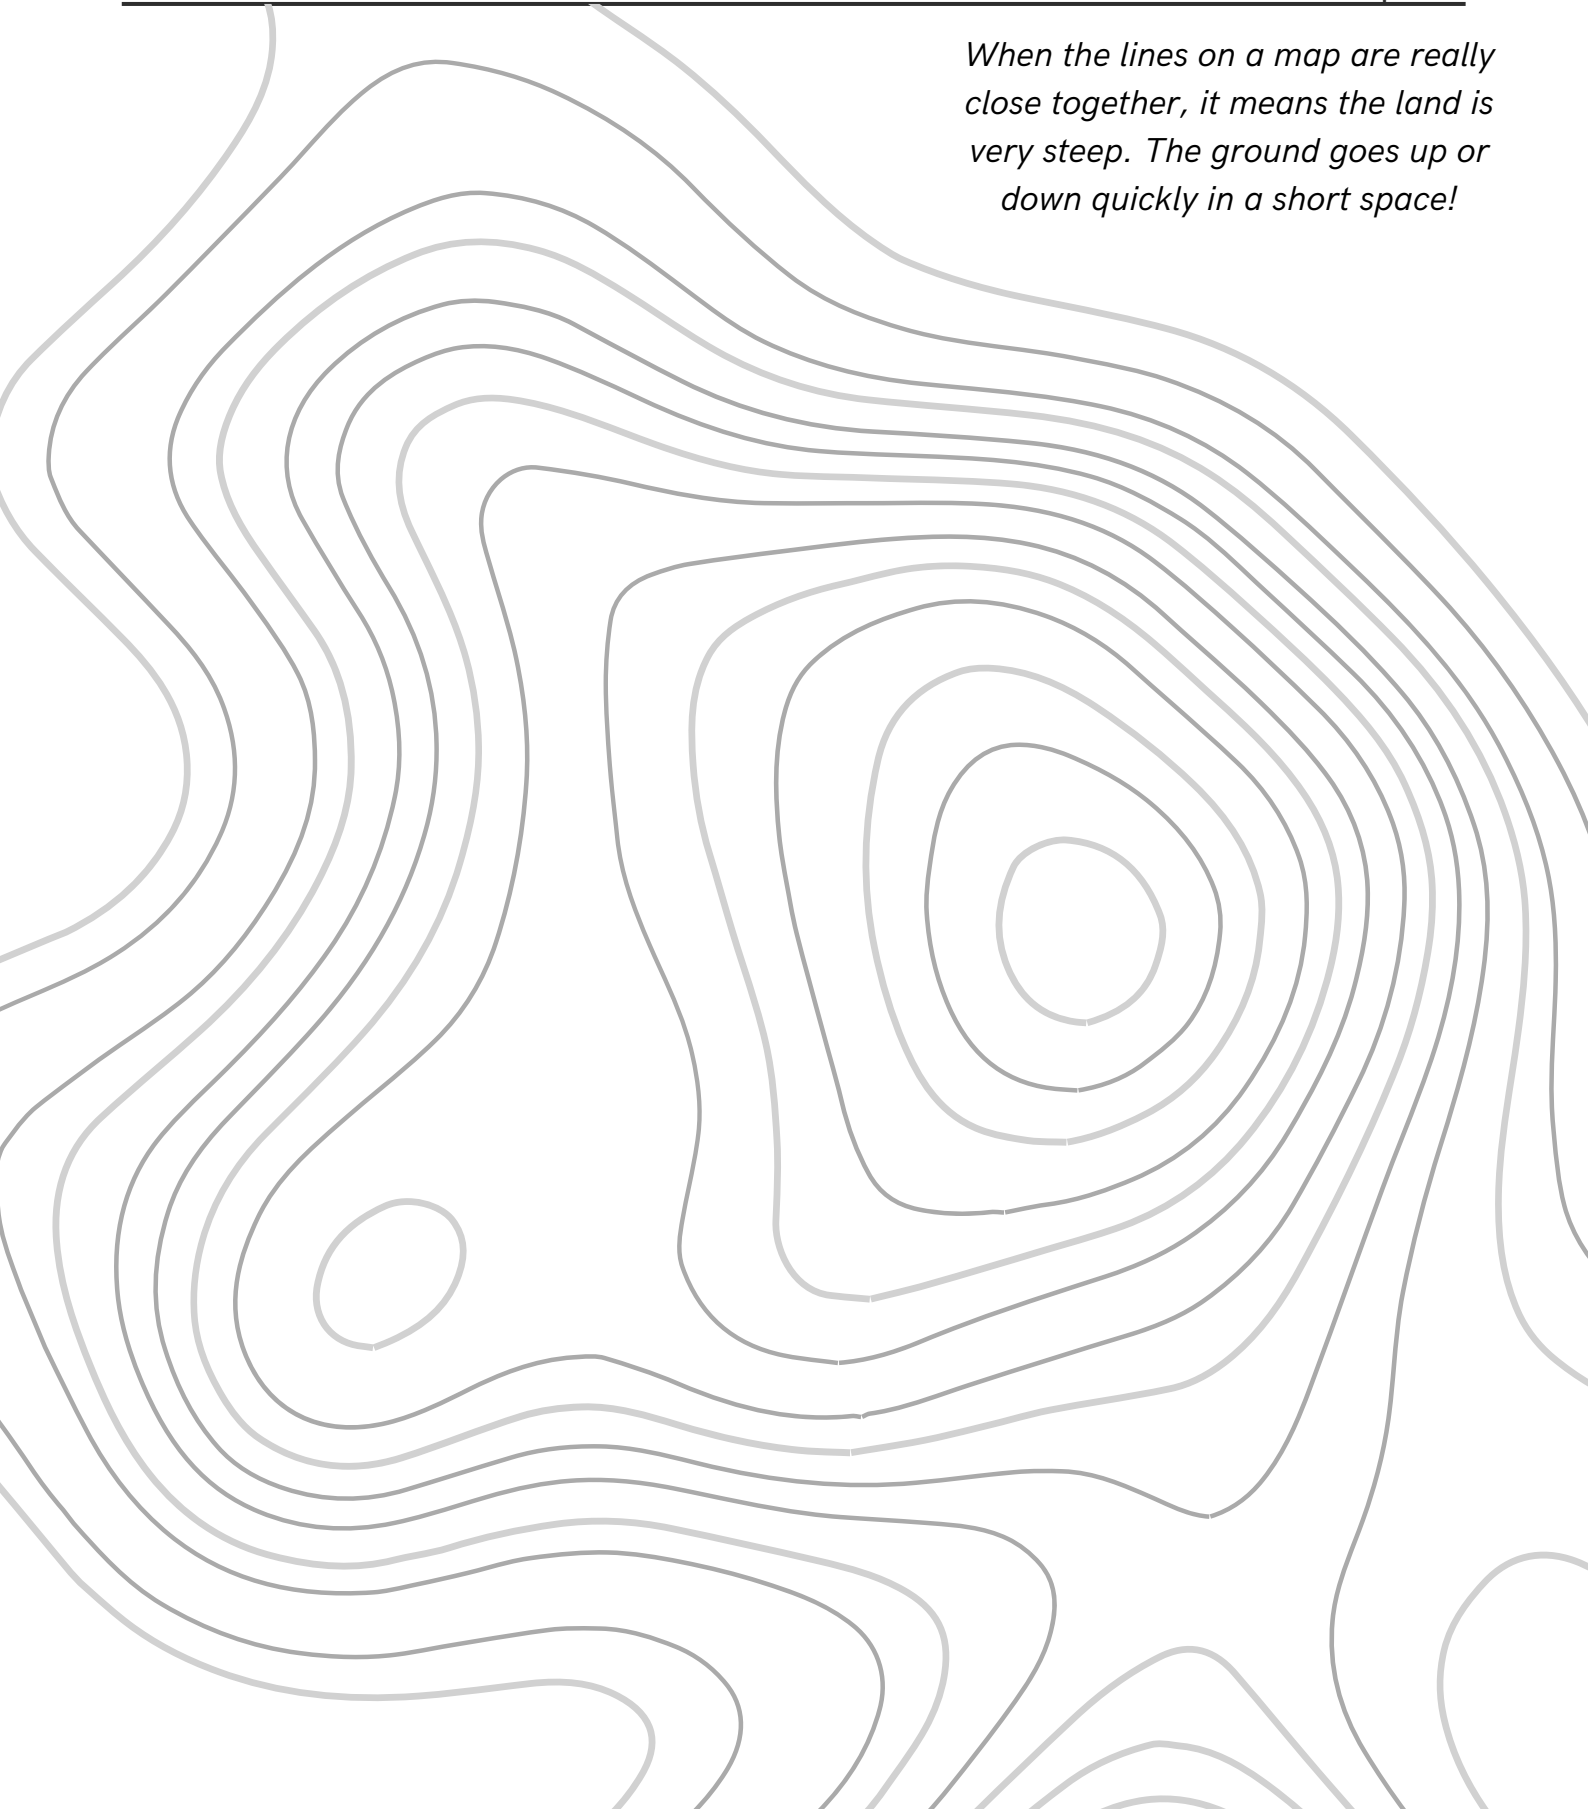 When the lines on a map are really
close together, it means the land is
very steep. The ground goes up or
down quickly in a short space!